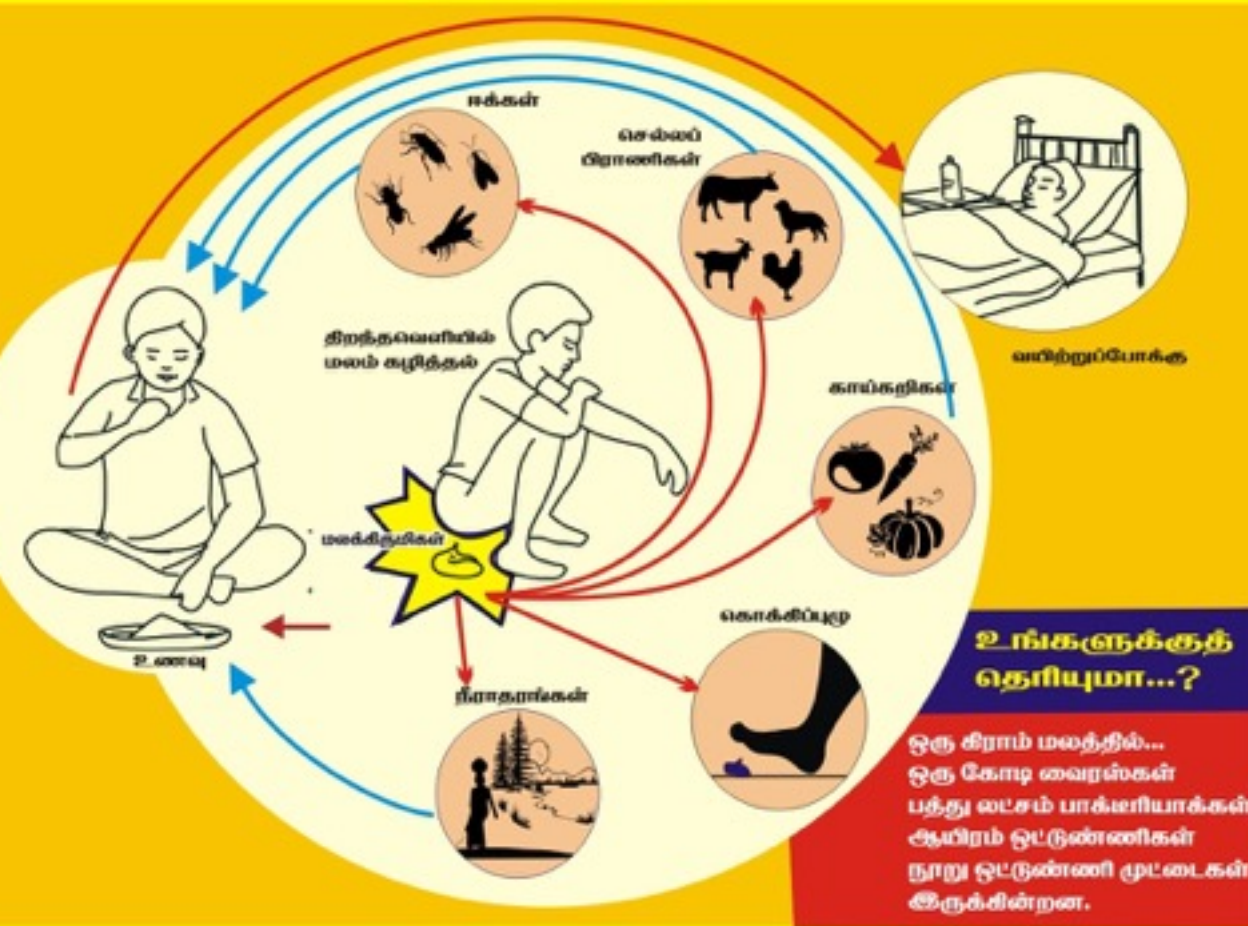 ஈக்கள்
செல்லப்
பிராணிகள்
திறந்தவெளியில்
மலம் கழித்தல்
வயிற்றுப்போக்கு
காய்கறிகள்
மலக்கிருமிகள்
கொக்கிப்புழு
உணவு
நீராதாரங்கள்
உங்களுக்குத்
தெரியுமா...?
ஒரு கிராம் மலத்தில்...
ஒரு கோடி வைரஸ்கள்
பத்து லட்சம் பாக்டீரியாக்கள்
ஆயிரம் ஒட்டுண்ணிகள்
நூறு ஒட்டுண்ணி முட்டைகள்
இருக்கின்றன.